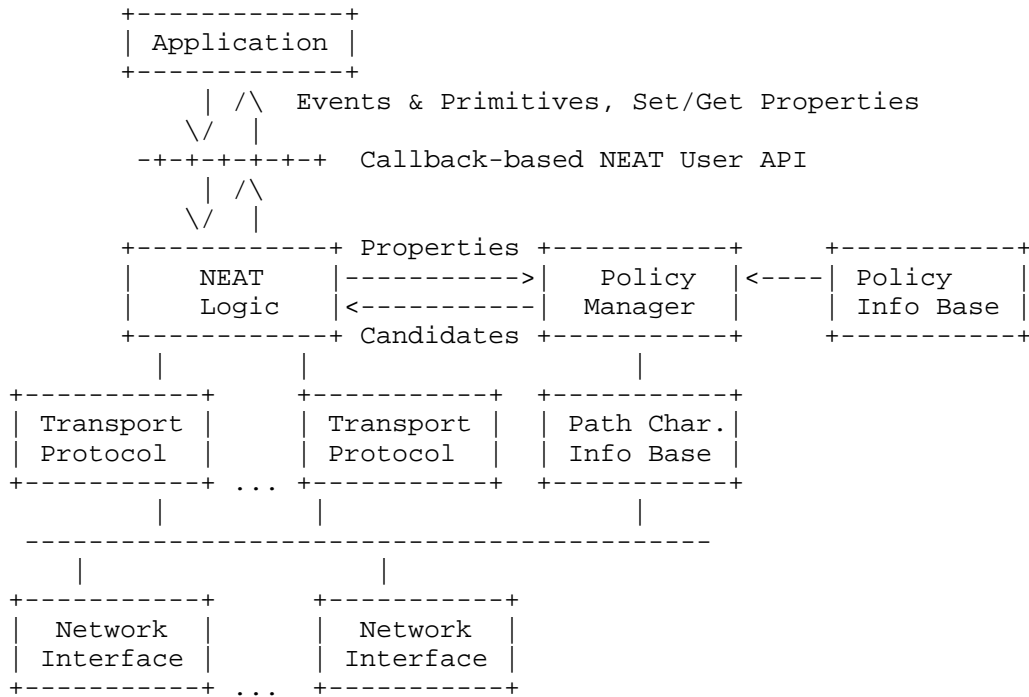 +-------------+
| Application |
+-------------+
| /\ Events & Primitives, Set/Get Properties
\/ |
-+-+-+-+-+-+ Callback-based NEAT User API
| /\
\/ |
+------------+ Properties +-----------+ +-----------+
| NEAT |----------->| Policy |<----| Policy |
| Logic |<-----------| Manager | | Info Base |
+------------+ Candidates +-----------+ +-----------+
| | |
+-----------+ +-----------+ +-----------+
| Transport | | Transport | | Path Char.|
| Protocol | | Protocol | | Info Base |
+-----------+ ... +-----------+ +-----------+
| | |
-------------------------------------------
| |
+-----------+ +-----------+
| Network | | Network |
| Interface | | Interface |
+-----------+ ... +-----------+